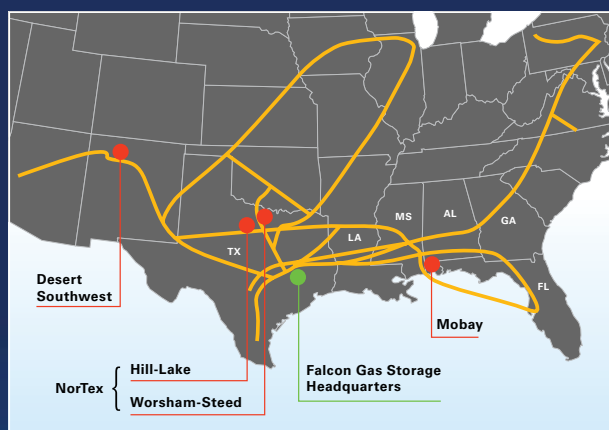 MS
AL
GA
LA
TX
FL
Desert
Southwest
Mobay
NorTex
Hill-Lake
Worsham-Steed
Falcon Gas Storage
Headquarters